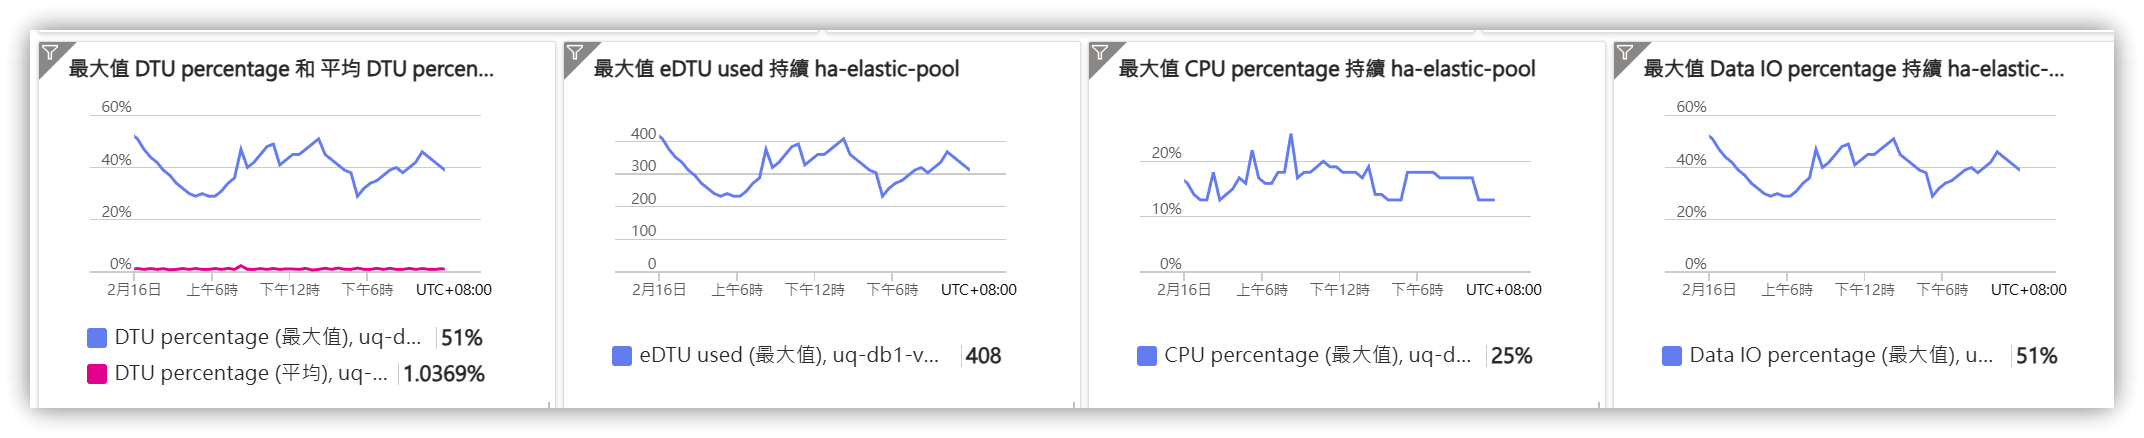 最大值 DTU percentage 和 平均 DTU percen...
60%
40%
20%
0%
2月16日 上午6時 下午12時 下午6時 UTC+08:00
DTU percentage (最大值), uq-d... 51%
DTU percentage (平均), uq-... 1.0369%
最大值 eDTU used 持續 ha-elastic-pool
400
300
200
100
0
2月16日 上午6時 下午12時 下午6時 UTC+08:00
eDTU used (最大值), uq-db1-v... 408
最大值 CPU percentage 持續 ha-elastic-pool
20%
10%
0%
2月16日 上午6時 下午12時 下午6時 UTC+08:00
CPU percentage (最大值), uq-d... 25%
最大值 Data IO percentage 持續 ha-elastic-...
60%
40%
20%
0%
2月16日 上午6時 下午12時 下午6時 UTC+08:00
Data IO percentage (最大值), u... 51%